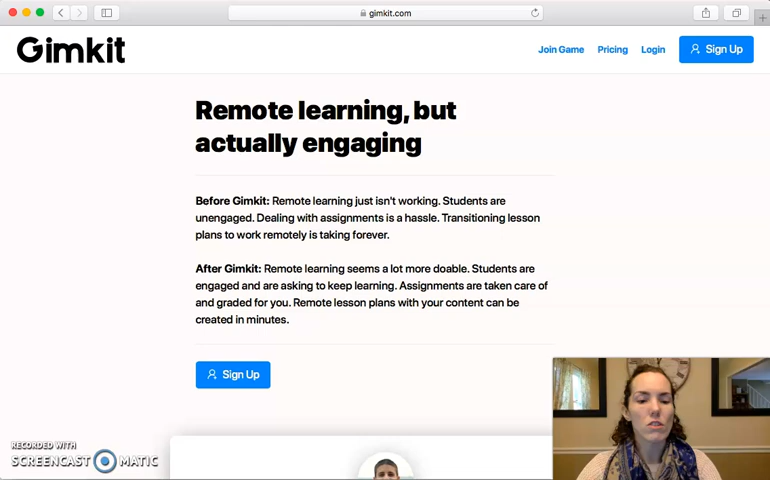 gimkit.com
Gimkit
Join Game Pricing Login Sign Up
Remote learning, but
actually engaging
Before Gimkit: Remote learning just isn't working. Students are
unengaged. Dealing with assignments is a hassle. Transitioning lesson
plans to work remotely is taking forever.
After Gimkit: Remote learning seems a lot more doable. Students are
engaged and are asking to keep learning. Assignments are taken care of
and graded for you. Remote lesson plans with your content can be
created in minutes.
Sign Up
RECORDED WITH
SCREENCAST MATIC